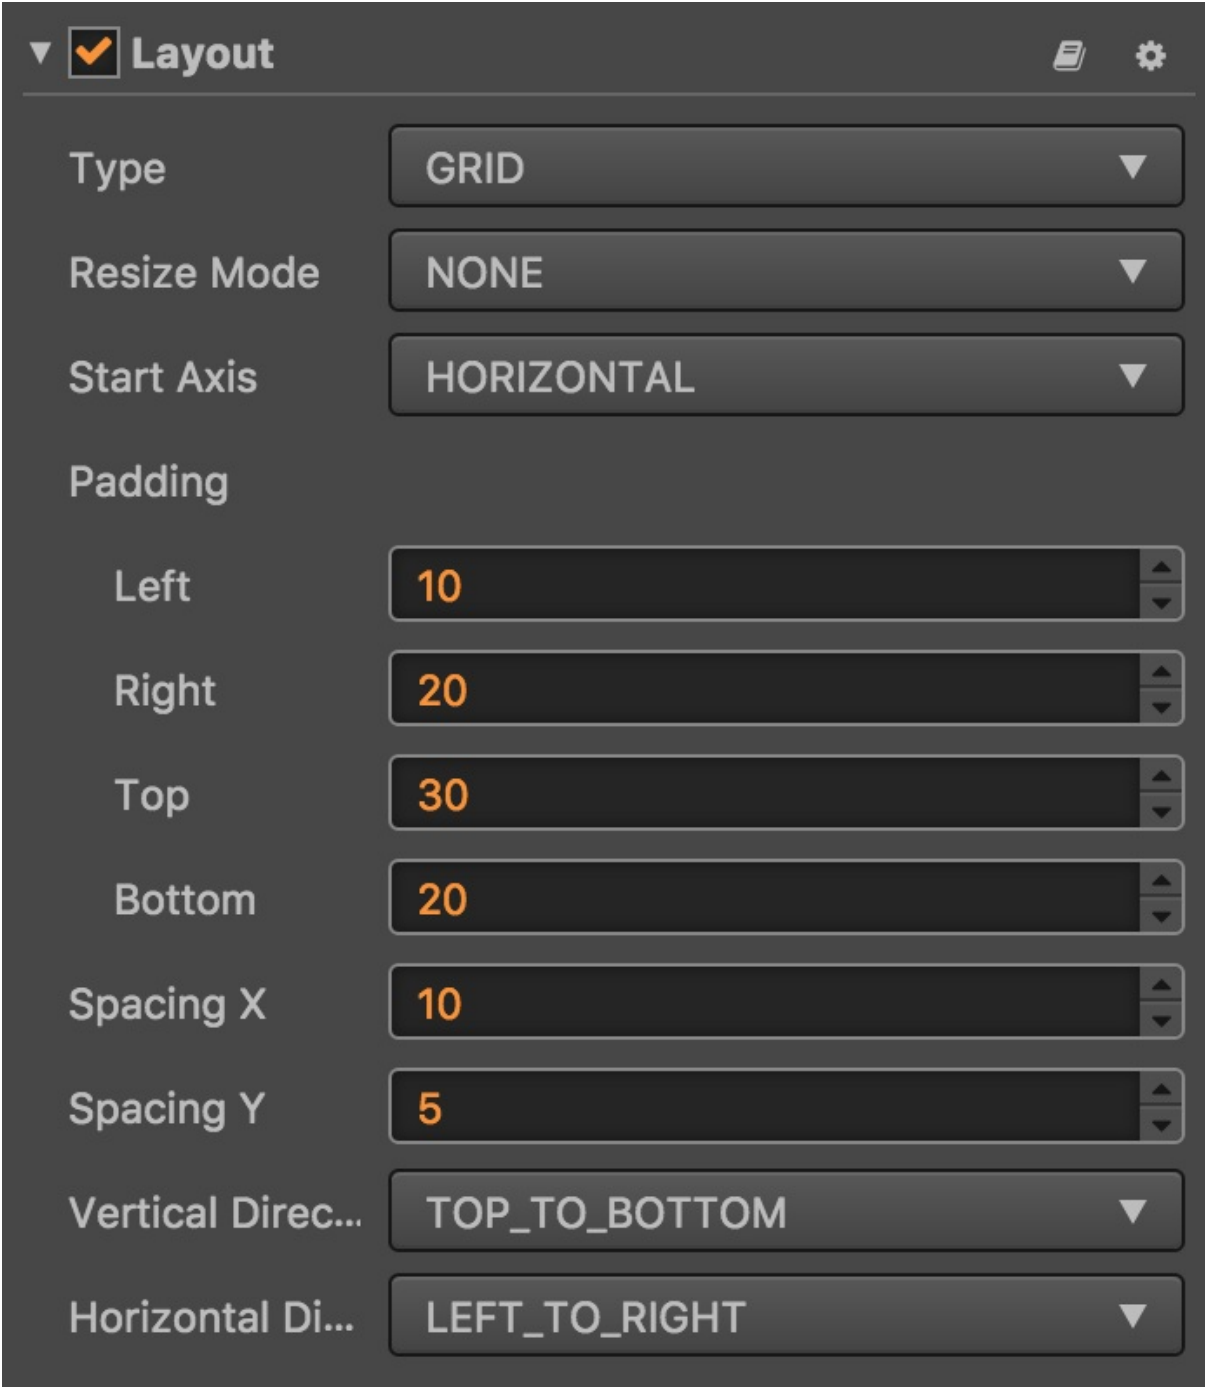 Layout
Type GRID
Resize Mode NONE
Start Axis HORIZONTAL
Padding
Left 10
Right 20
Top 30
Bottom 20
Spacing X 10
Spacing Y 5
Vertical Direc... TOP_TO_BOTTOM
Horizontal Di... LEFT_TO_RIGHT